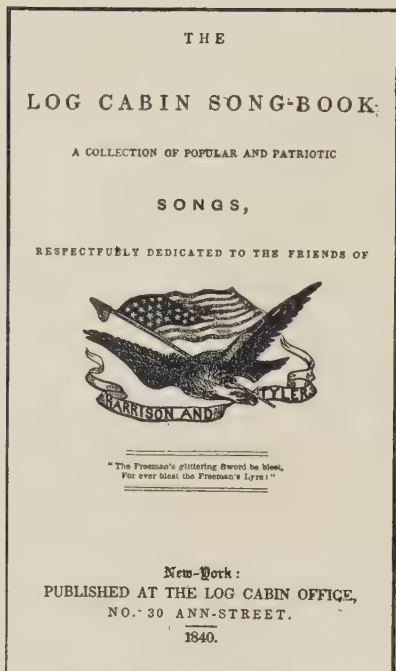 THE
LOG CABIN SONG-BOOK;
A COLLECTION OF POPULAR AND PATRIOTIC
SONGS,
RESPECTFULLY DEDICATED TO THE FRIENDS OF
HARRISON AND TYLER
"The Freeman's glittering Sword be blest,
For ever blest the Freeman's Lyre!"
New-York:
PUBLISHED AT THE LOG CABIN OFFICE,
NO. 30 ANN-STREET.
1840.